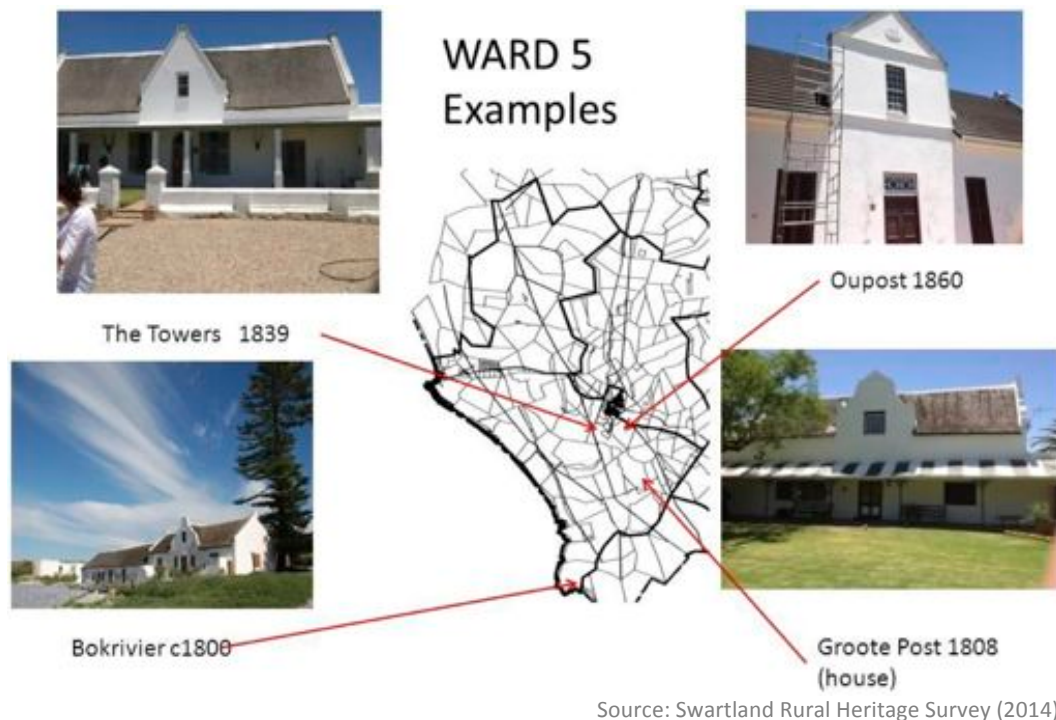 WARD 5
Examples
Oupost 1860
The Towers 1839
Bokrivier c1800
Groote Post 1808
(house)
Source: Swartland Rural Heritage Survey (2014)